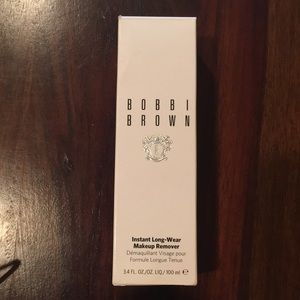 BOBBI
BROWN
Instant Long-Wear
Makeup Remover
Démaquillant Visage pour
Formule Longue Tenue
3.4 FL. OZ./OZ. LIQ / 100 ml ℮